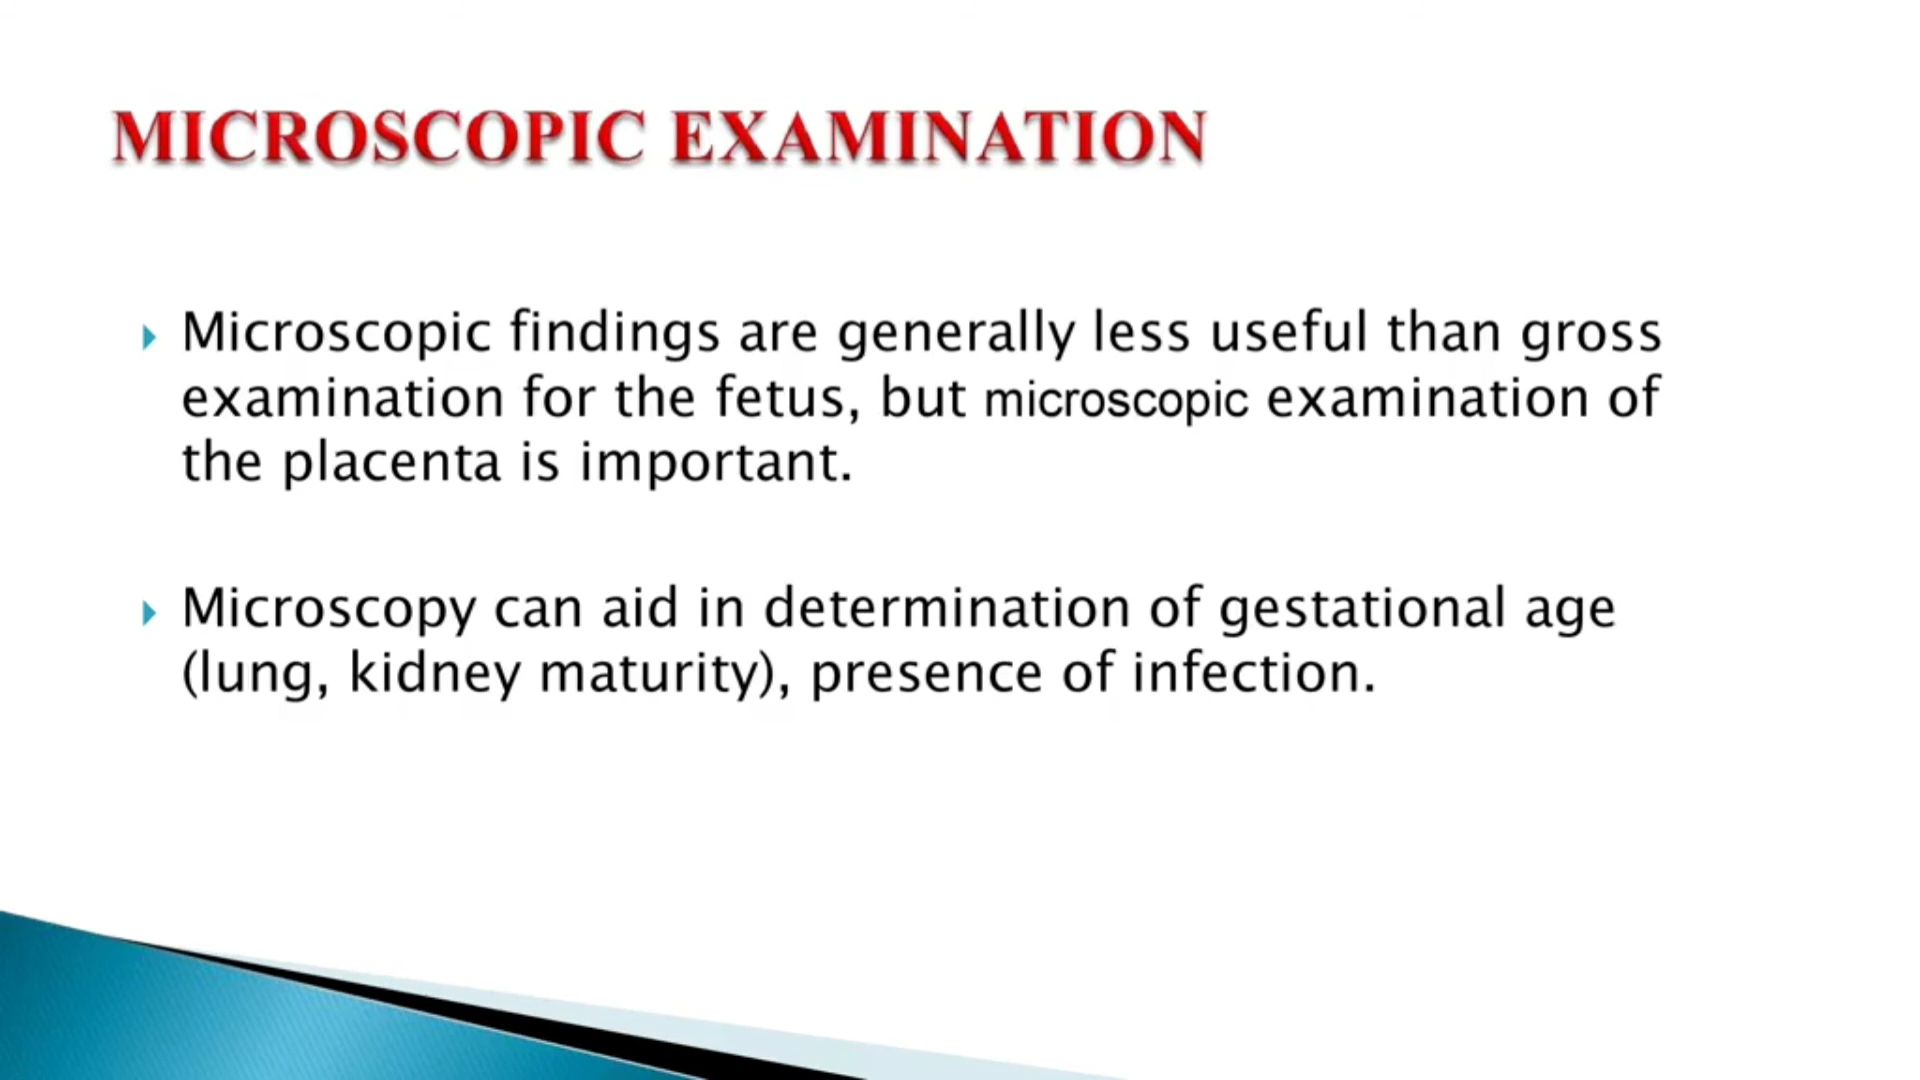 MICROSCOPIC EXAMINATION
Microscopic findings are generally less useful than gross
examination for the fetus, but microscopic examination of
the placenta is important.
Microscopy can aid in determination of gestational age
(lung, kidney maturity), presence of infection.